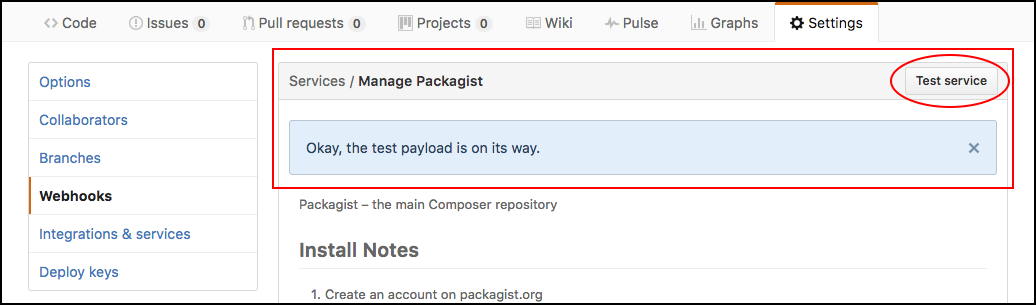 Code Issues 0 Pull requests 0 Projects 0 Wiki Pulse Graphs Settings
Options
Collaborators
Branches
Webhooks
Integrations & services
Deploy keys
Services / Manage Packagist
Test service
Okay, the test payload is on its way.
Packagist – the main Composer repository
Install Notes
1. Create an account on packagist.org